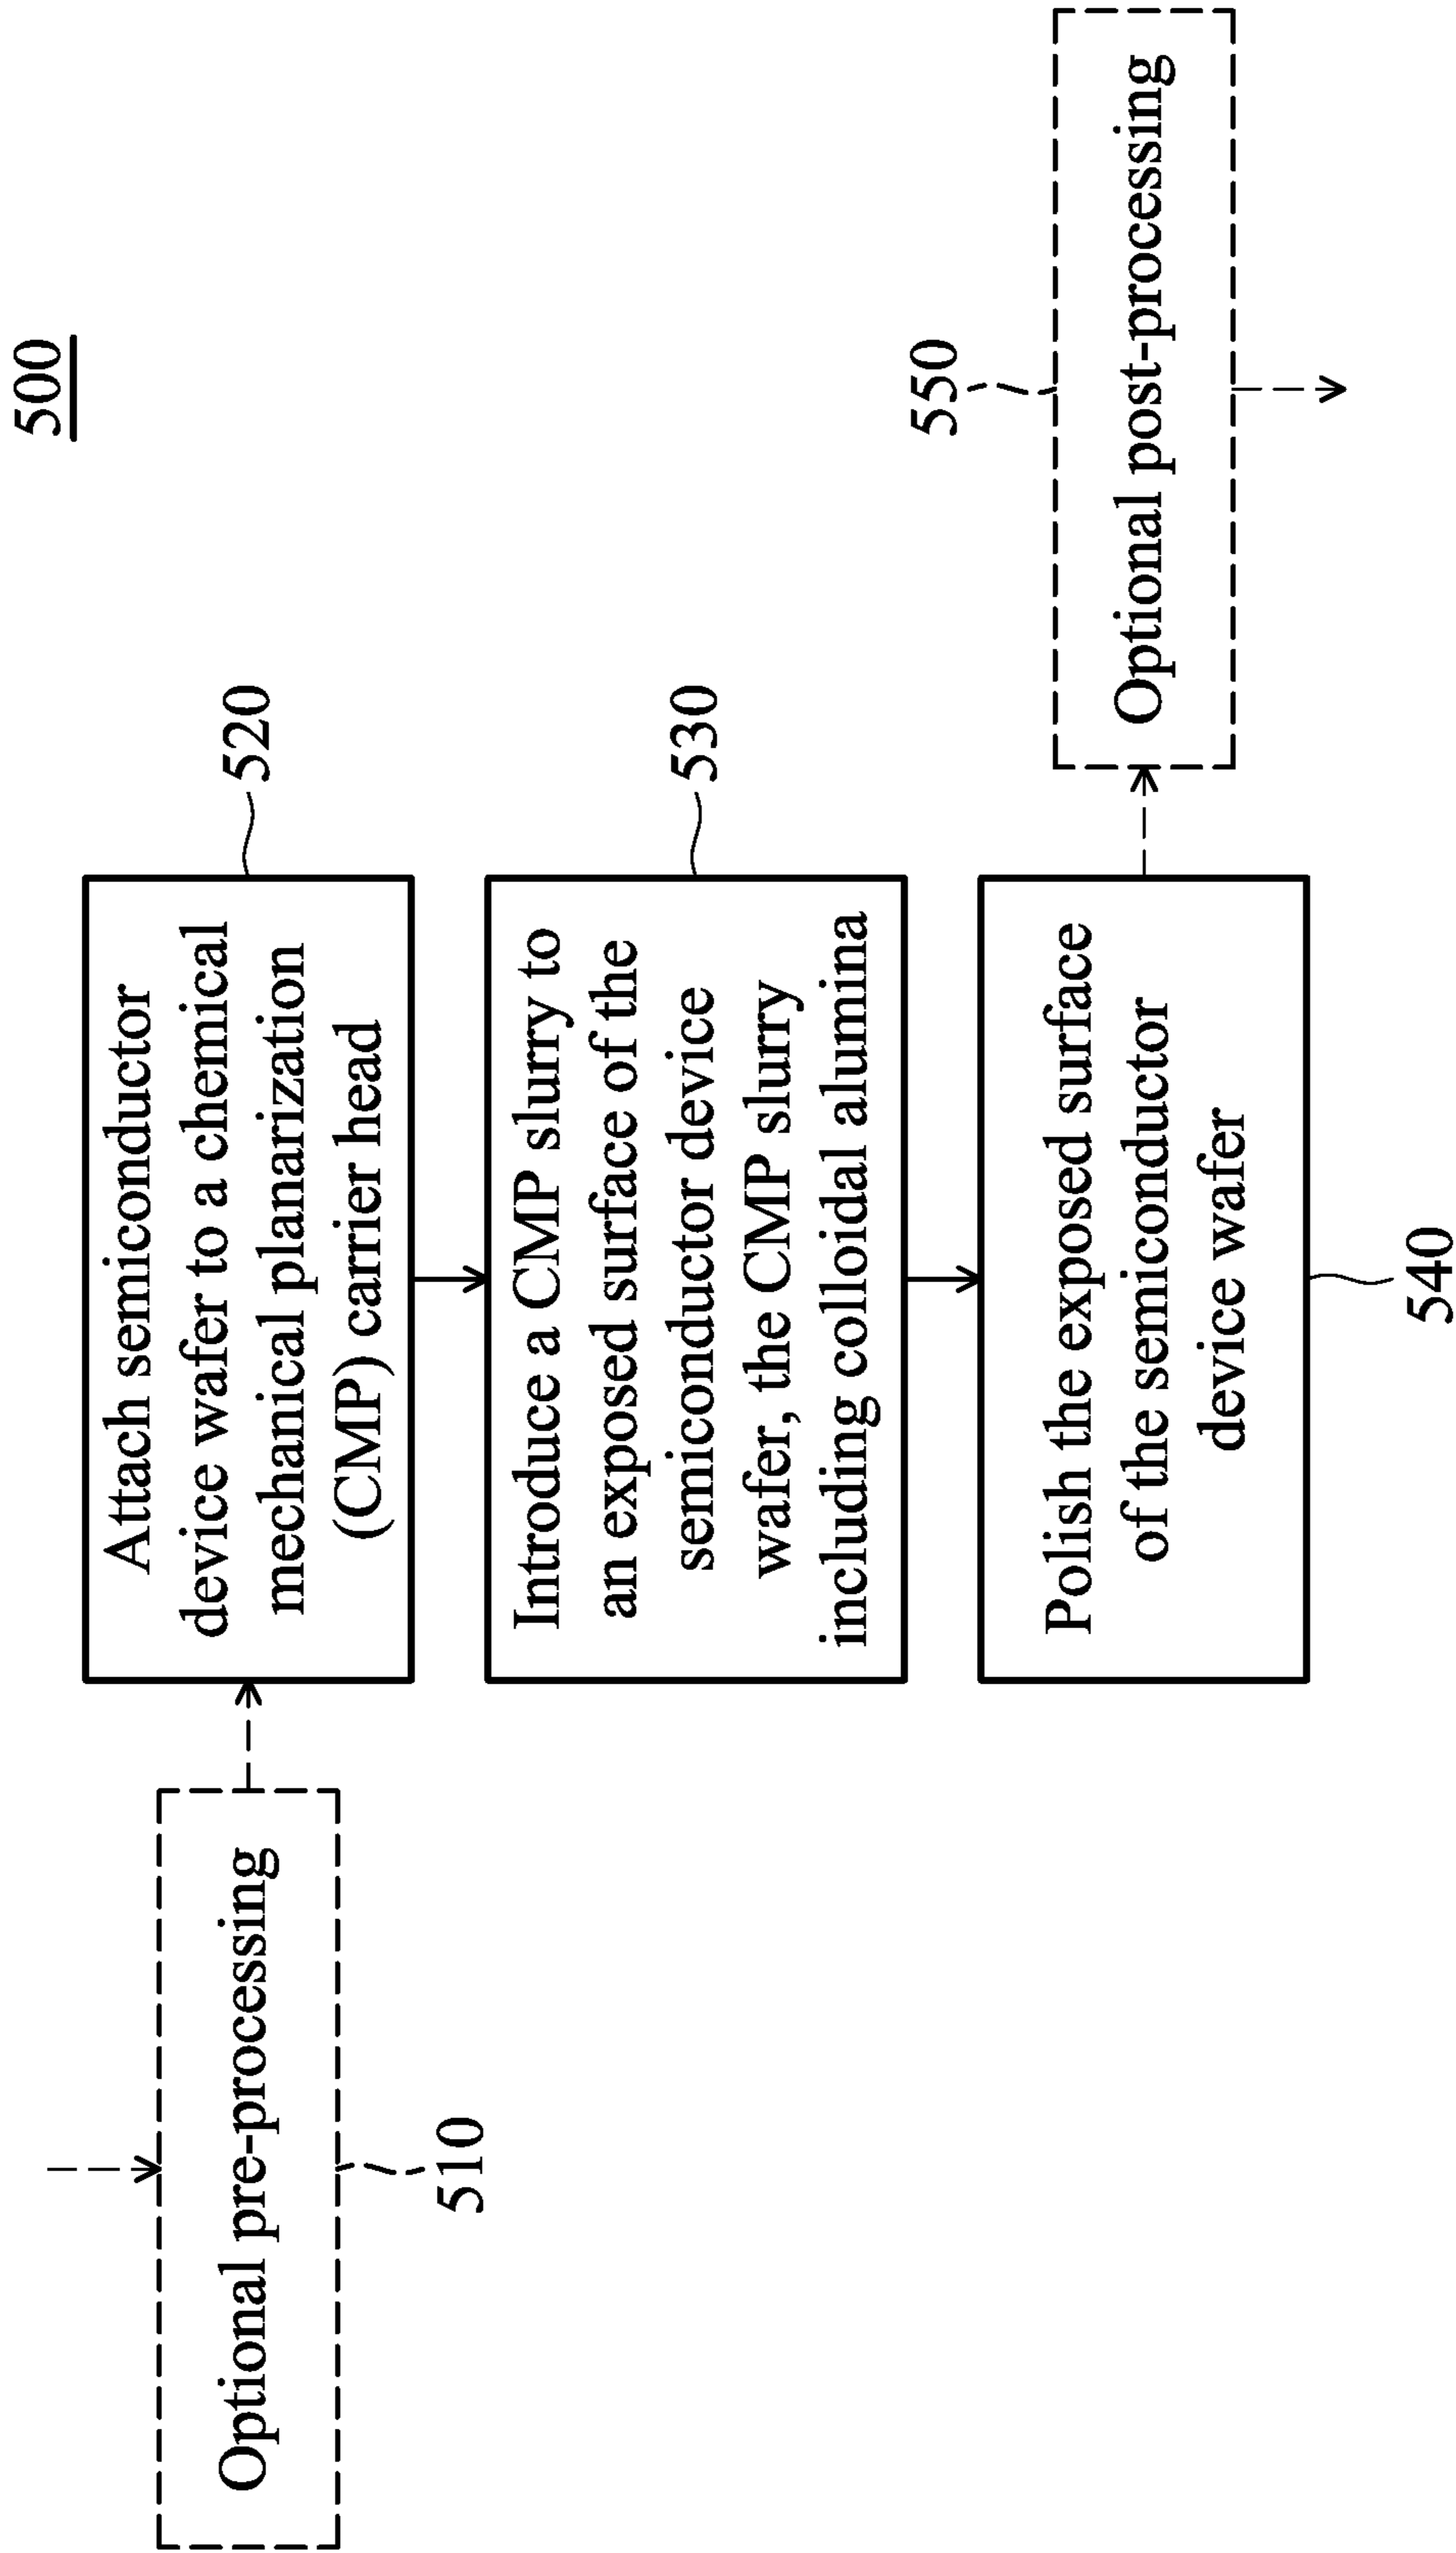 500
Optional pre-processing
510
Attach semiconductor
device wafer to a chemical
mechanical planarization
(CMP) carrier head
520
Introduce a CMP slurry to
an exposed surface of the
semiconductor device
wafer, the CMP slurry
including colloidal alumina
530
Polish the exposed surface
of the semiconductor
device wafer
540
550
Optional post-processing